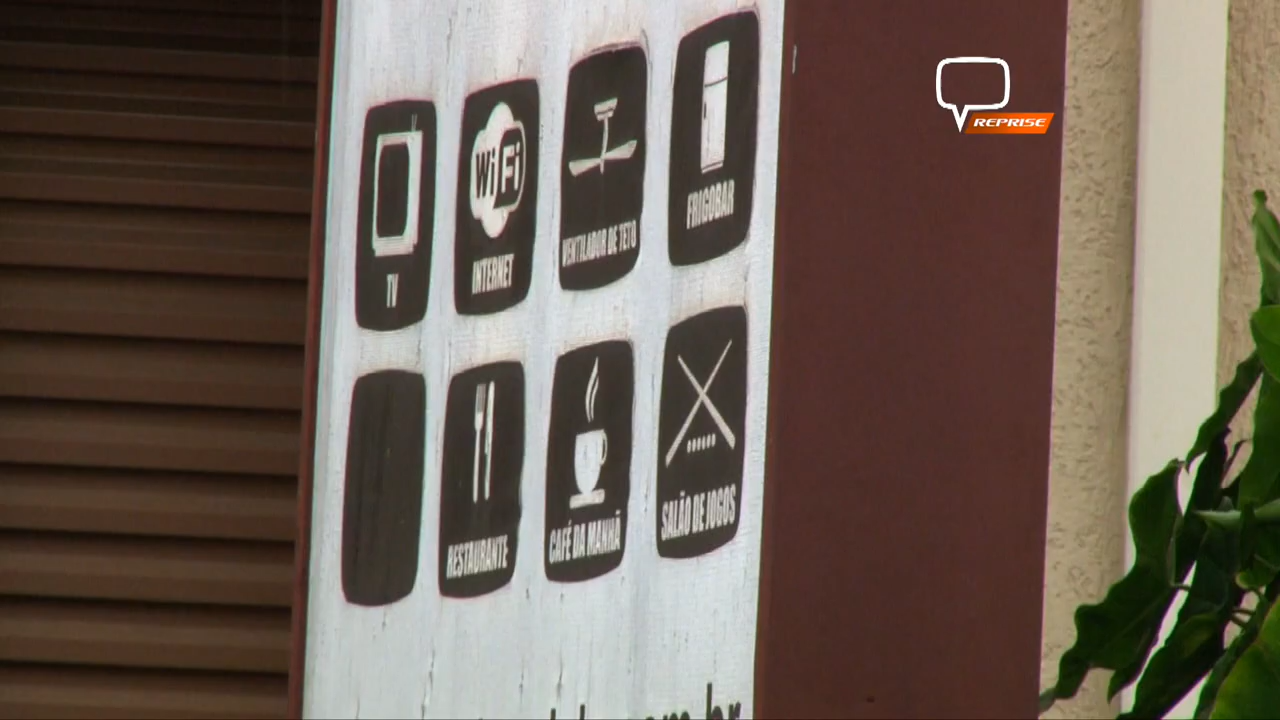 REPRISE
TV
WiFi
INTERNET
VENTILADOR DE TETO
FRIGOBAR
RESTAURANTE
CAFÉ DA MANHÃ
SALÃO DE JOGOS